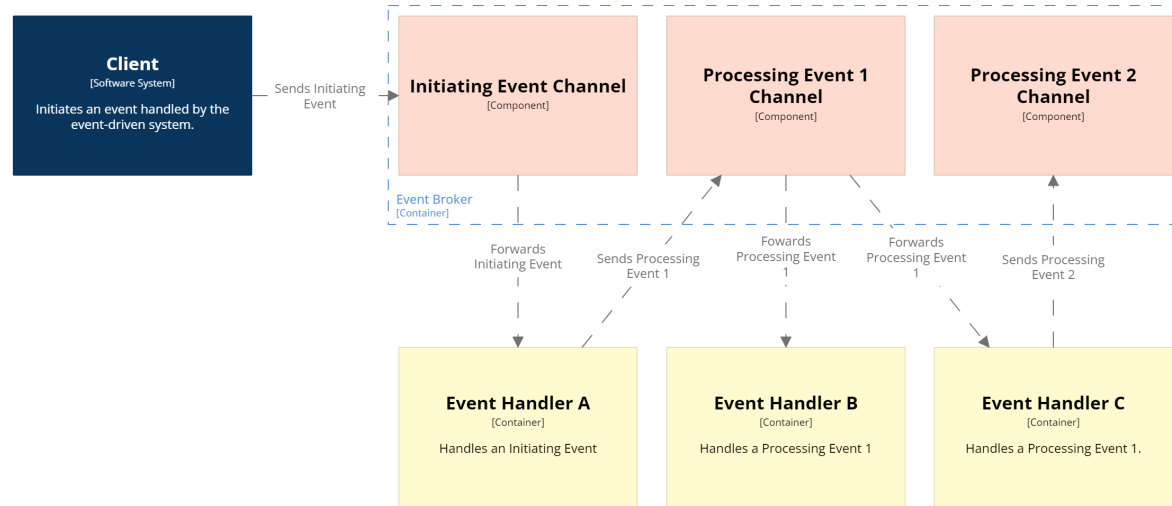 Client
[Software System]
Initiates an event handled by the
event-driven system.
Sends Initiating
Event
Initiating Event Channel
[Component]
Processing Event 1
Channel
[Component]
Processing Event 2
Channel
[Component]
Event Broker
[Container]
Forwards
Initiating Event
Sends Processing
Event 1
Fowards
Processing Event
1
Forwards
Processing Event
1
Sends Processing
Event 2
Event Handler A
[Container]
Handles an Initiating Event
Event Handler B
[Container]
Handles a Processing Event 1
Event Handler C
[Container]
Handles a Processing Event 1.